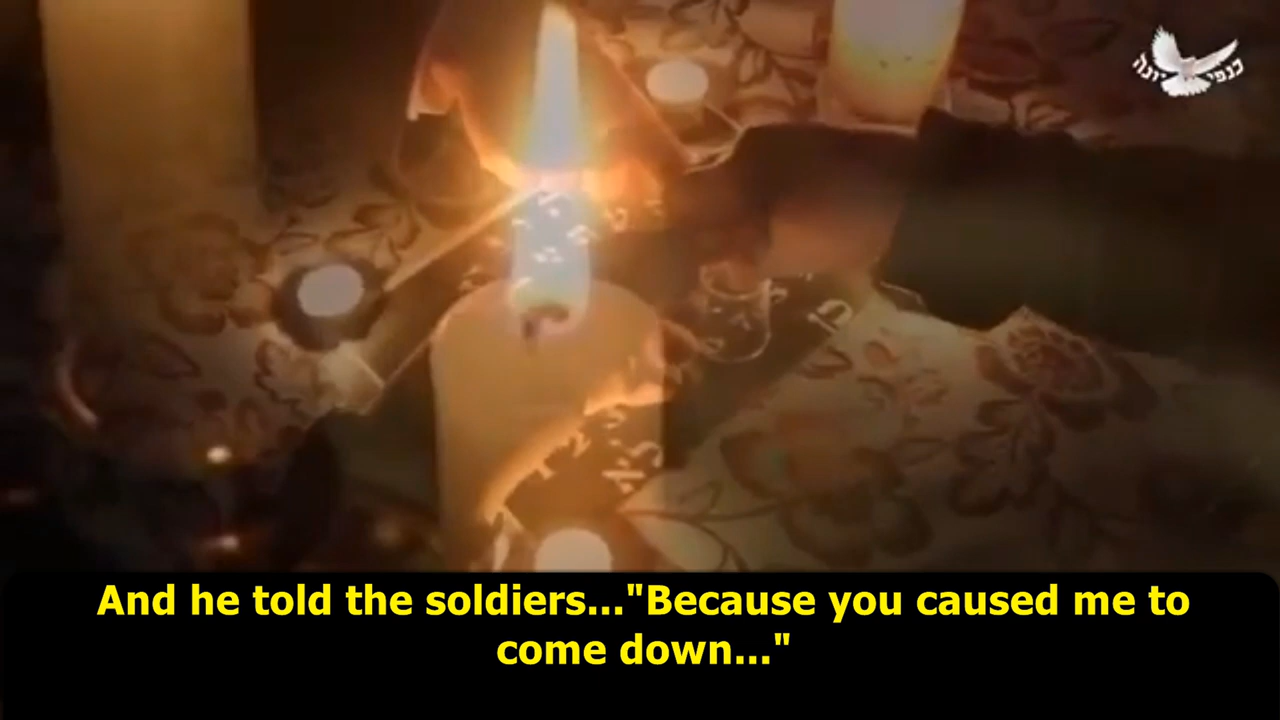 כנפי יונה
And he told the soldiers..."Because you caused me to
come down..."